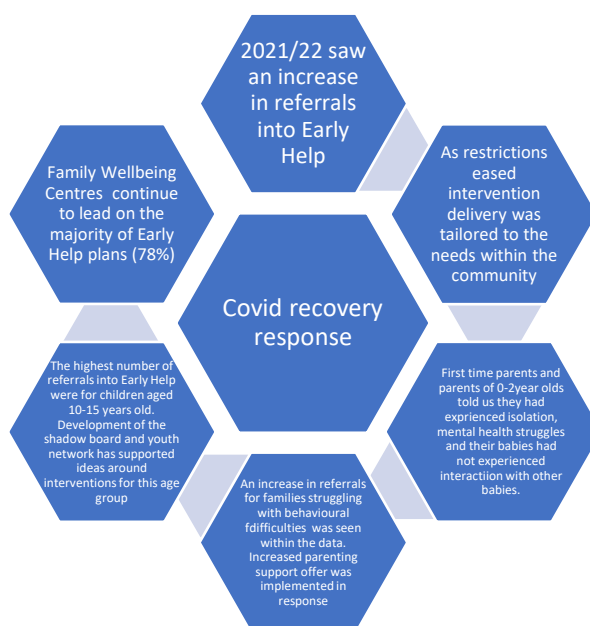 2021/22 saw
an increase
in referrals
into Early
Help
As restrictions
eased
intervention
delivery was
tailored to the
needs within the
community
First time parents and
parents of 0-2year olds
told us they had
exprienced isolation,
mental health struggles
and their babies had
not experienced
interactiion with other
babies.
An increase in referrals
for families struggling
with behavioural
fdifficulties was seen
within the data.
Increased parenting
support offer was
implemented in
response
The highest number of
referrals into Early Help
were for children aged
10-15 years old.
Development of the
shadow board and youth
network has supported
ideas around
interventions for this age
group
Family Wellbeing
Centres continue
to lead on the
majority of Early
Help plans (78%)
Covid recovery
response